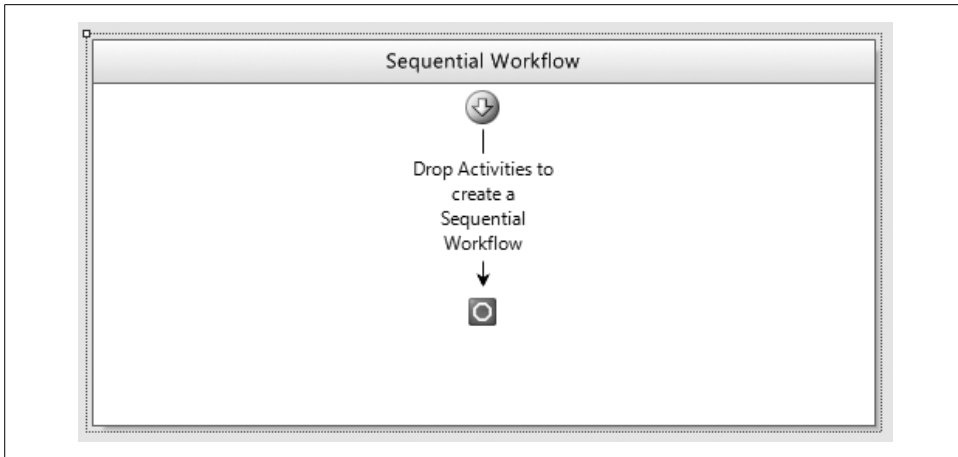 Sequential Workflow
Drop Activities to
create a
Sequential
Workflow